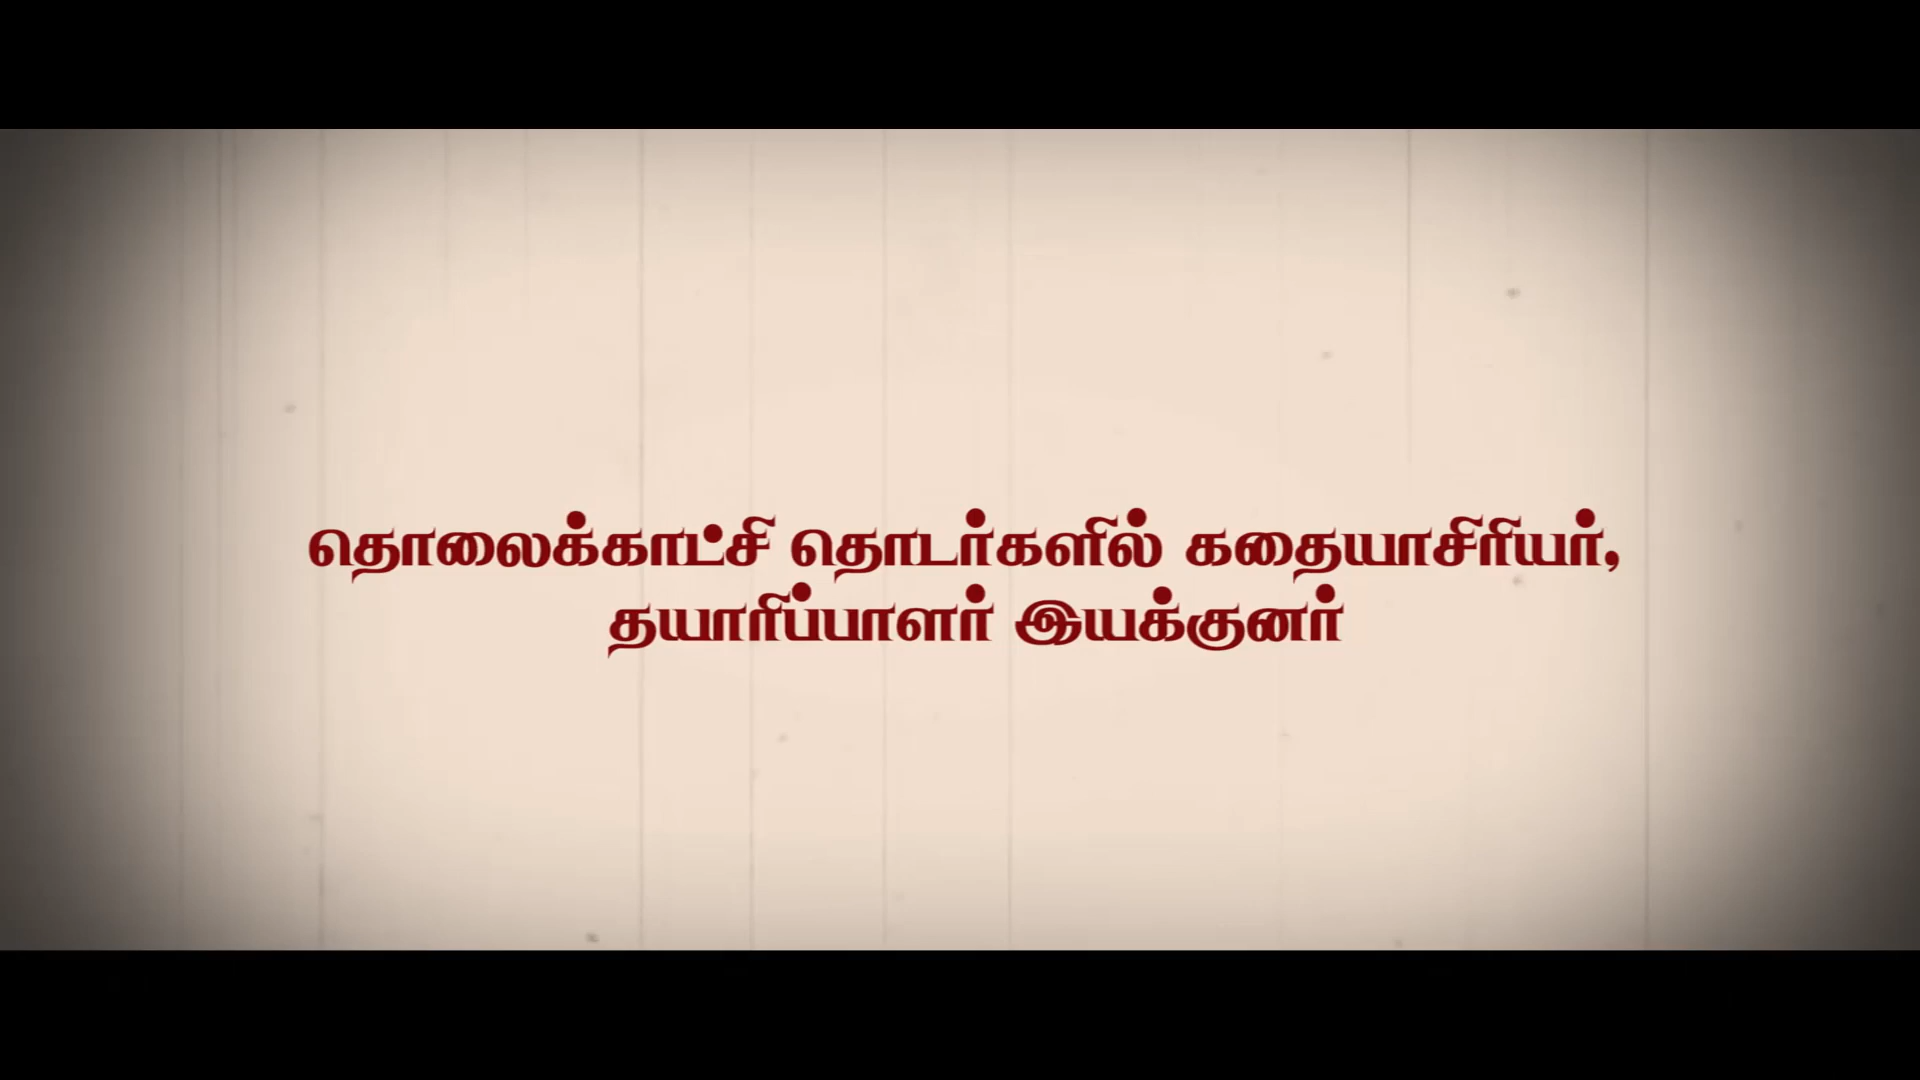 தொலைக்காட்சி தொடர்களில் கதையாசிரியர்,
தயாரிப்பாளர் இயக்குனர்